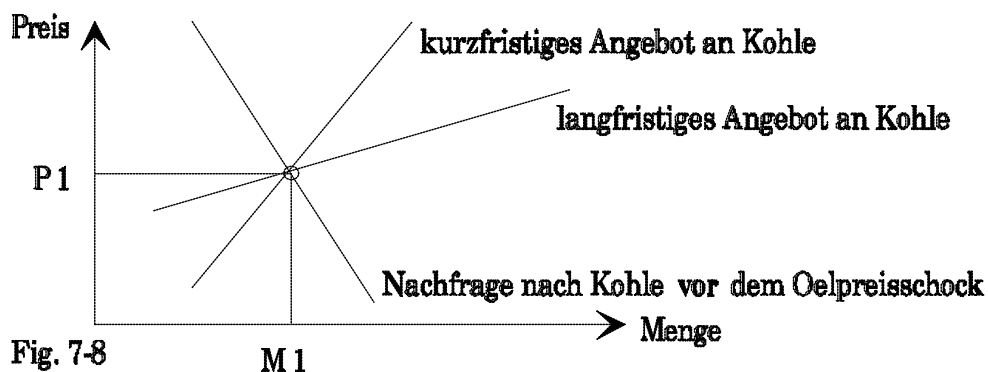 Preis
kurzfristiges Angebot an Kohle
langfristiges Angebot an Kohle
P 1
Nachfrage nach Kohle vor dem Oelpreisschock
Menge
Fig. 7-8
M 1